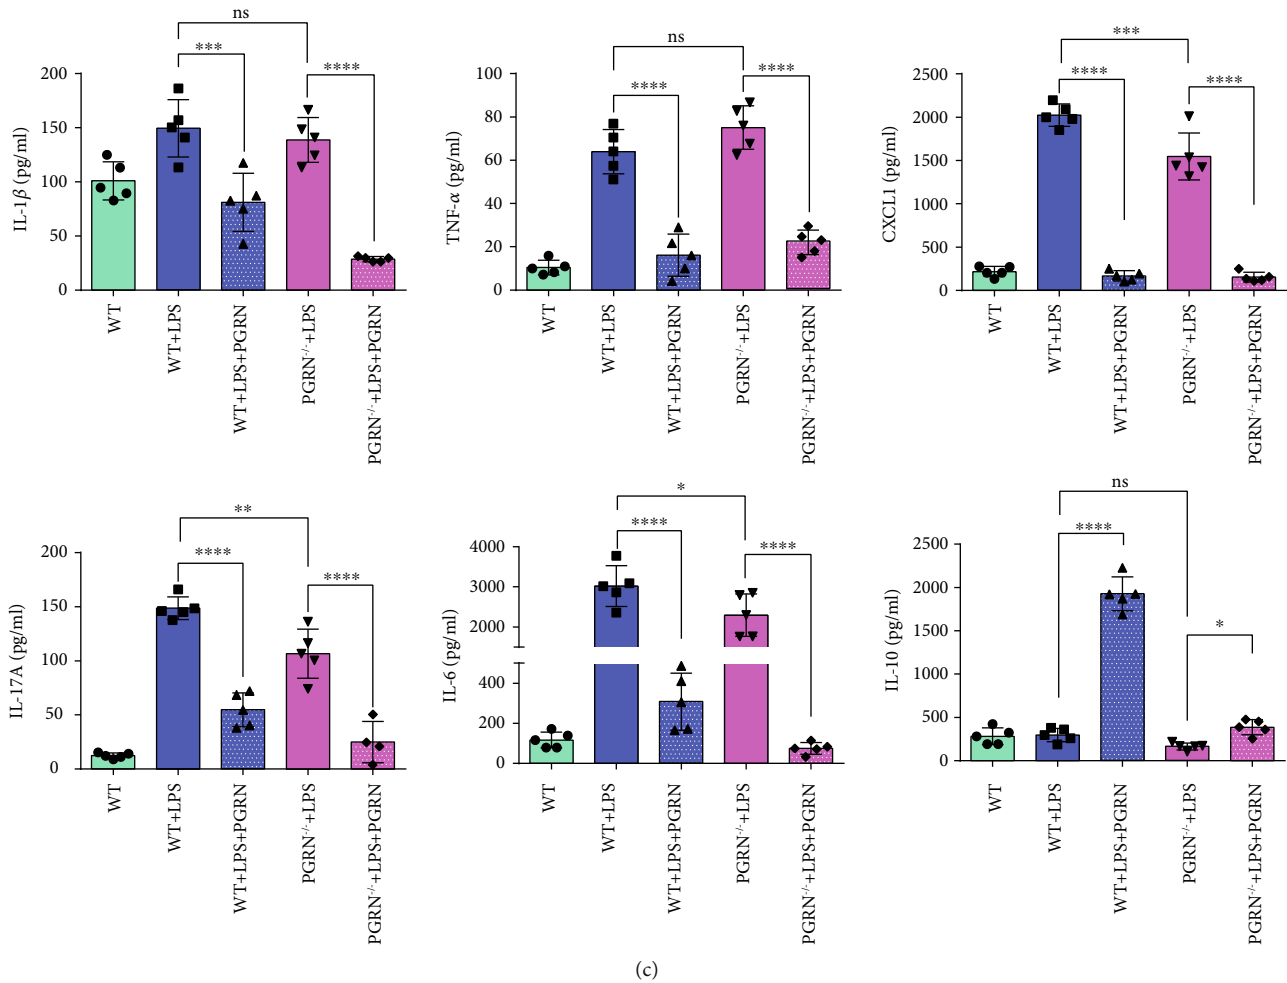 (c)
ns
***
****
200
150
100
50
0
IL-1β (pg/ml)
WT
WT+LPS
WT+LPS+PGRN
PGRN-/-+LPS
PGRN-/-+LPS+PGRN
ns
****
****
100
80
60
40
20
0
TNF-α (pg/ml)
WT
WT+LPS
WT+LPS+PGRN
PGRN-/-+LPS
PGRN-/-+LPS+PGRN
***
****
****
2500
2000
1500
1000
500
0
CXCL1 (pg/ml)
WT
WT+LPS
WT+LPS+PGRN
PGRN-/-+LPS
PGRN-/-+LPS+PGRN
**
****
****
200
150
100
50
0
IL-17A (pg/ml)
WT
WT+LPS
WT+LPS+PGRN
PGRN-/-+LPS
PGRN-/-+LPS+PGRN
*
****
****
4000
3000
2000
400
200
0
IL-6 (pg/ml)
WT
WT+LPS
WT+LPS+PGRN
PGRN-/-+LPS
PGRN-/-+LPS+PGRN
ns
****
*
2500
2000
1500
1000
500
0
IL-10 (pg/ml)
WT
WT+LPS
WT+LPS+PGRN
PGRN-/-+LPS
PGRN-/-+LPS+PGRN